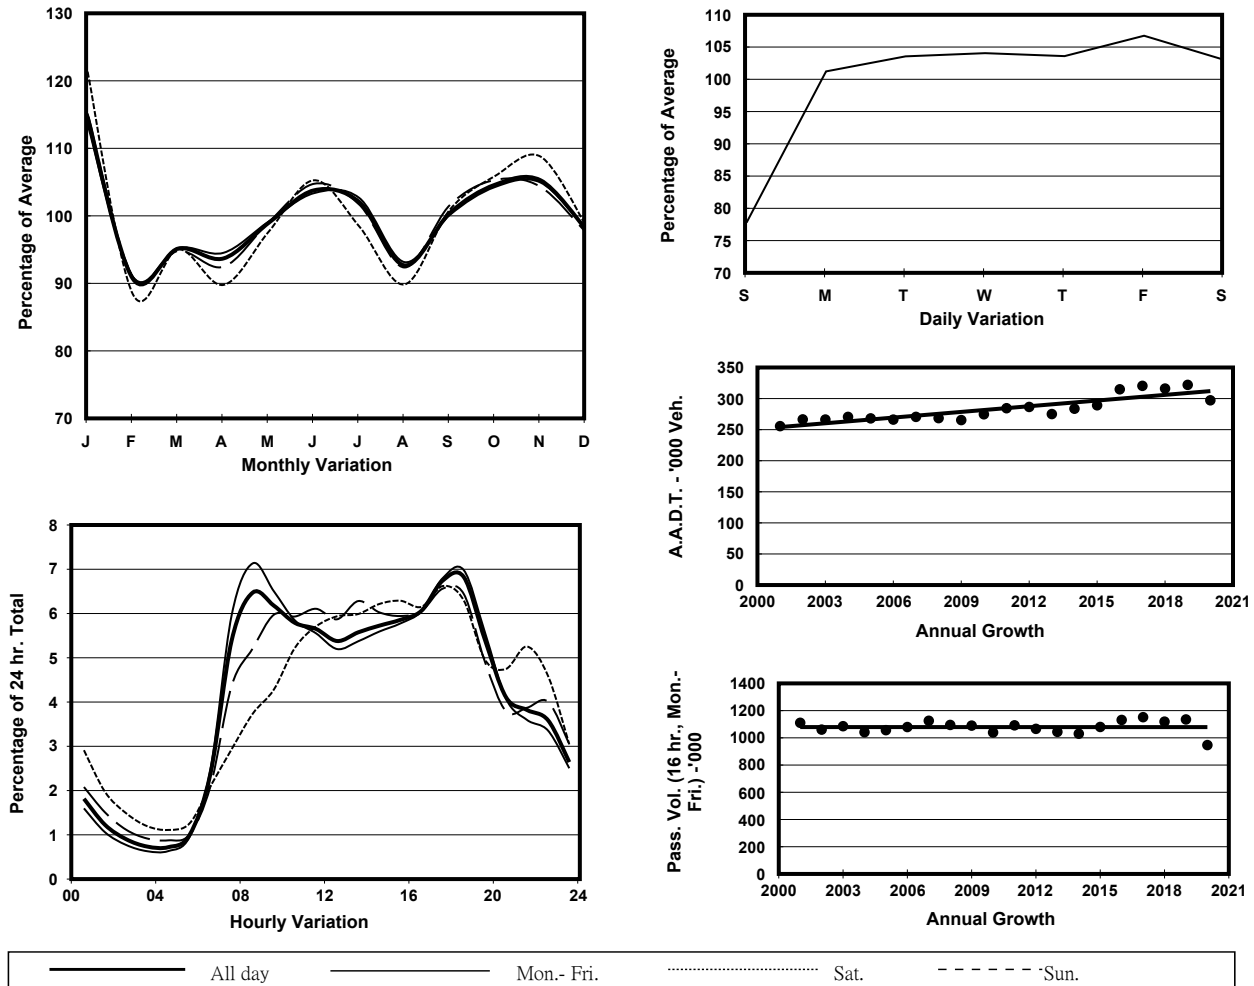 130
120
110
100
90
80
70
Percentage of Average
J F M A M J J A S O N D
Monthly Variation
110
105
100
95
90
85
80
75
70
Percentage of Average
S M T W T F S
Daily Variation
350
300
250
200
150
100
50
0
A.A.D.T. - '000 Veh.
2000 2003 2006 2009 2012 2015 2018 2021
Annual Growth
8
7
6
5
4
3
2
1
0
Percentage of 24 hr. Total
00 04 08 12 16 20 24
Hourly Variation
1400
1200
1000
800
600
400
200
0
Pass. Vol. (16 hr., Mon.-
Fri.) -'000
2000 2003 2006 2009 2012 2015 2018 2021
Annual Growth
All day Mon.- Fri. Sat. Sun.